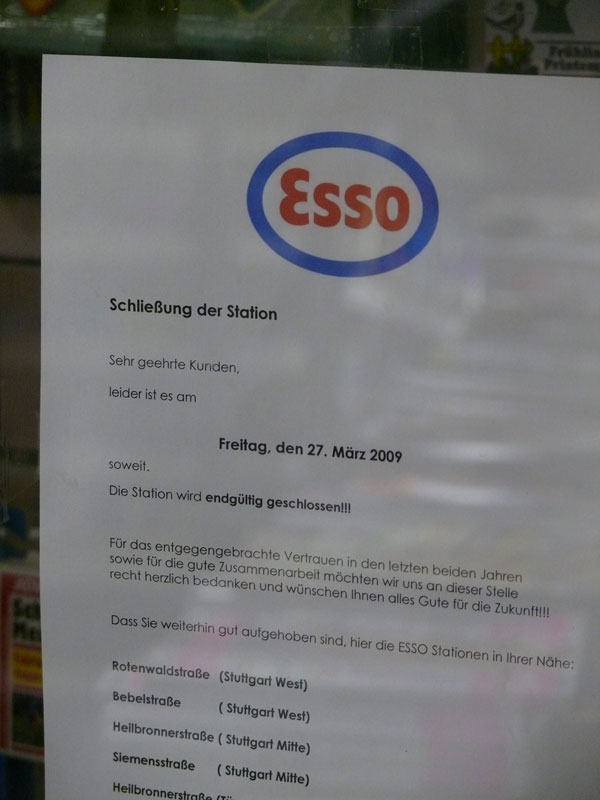 Frühlin
Printem
Esso
Schließung der Station
Sehr geehrte Kunden,
leider ist es am
Freitag, den 27. März 2009
soweit.
Die Station wird endgültig geschlossen!!!
Für das entgegengebrachte Vertrauen in den letzten beiden Jahren
sowie für die gute Zusammenarbeit möchten wir uns an dieser Stelle
recht herzlich bedanken und wünschen Ihnen alles Gute für die Zukunft!!!
Dass Sie weiterhin gut aufgehoben sind, hier die ESSO Stationen in Ihrer Nähe:
Rotenwaldstraße (Stuttgart West)
Bebelstraße ( Stuttgart West)
Heilbronnerstraße ( Stuttgart Mitte)
Siemensstraße ( Stuttgart Mitte)
Heilbronnerstraße